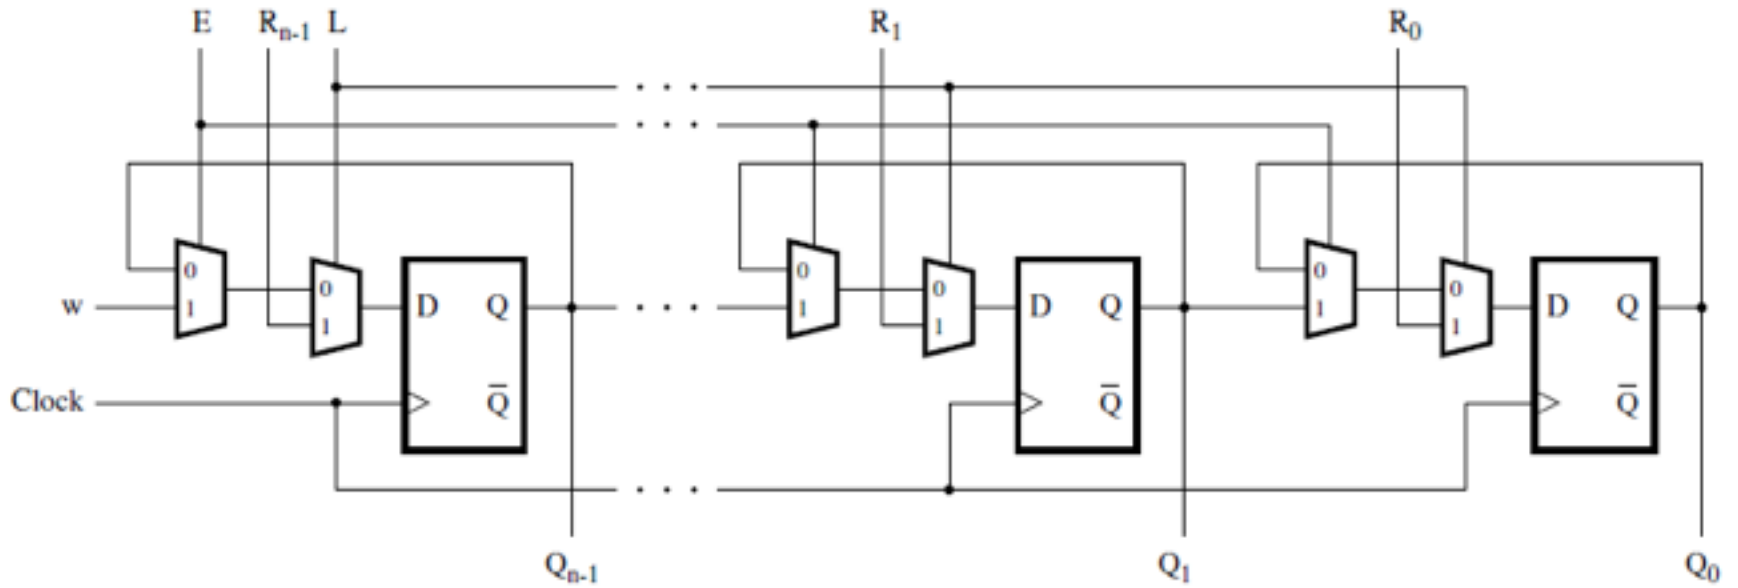 E R_{n-1} L R_1 R_0
0 0 0
w 1 0 D Q 1 0 D Q 1 0 D Q
1 1 1
Clock Q̅ Q̅ Q̅
Q_{n-1} Q_1 Q_0